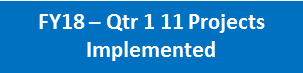 FY18 – Qtr 1 11 Projects
Implemented